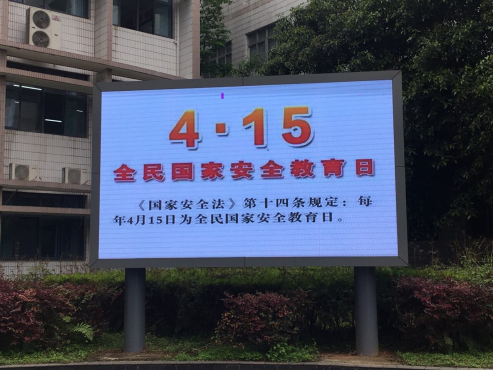 4·15
全民国家安全教育日
《国家安全法》第十四条规定：每
年4月15日为全民国家安全教育日。